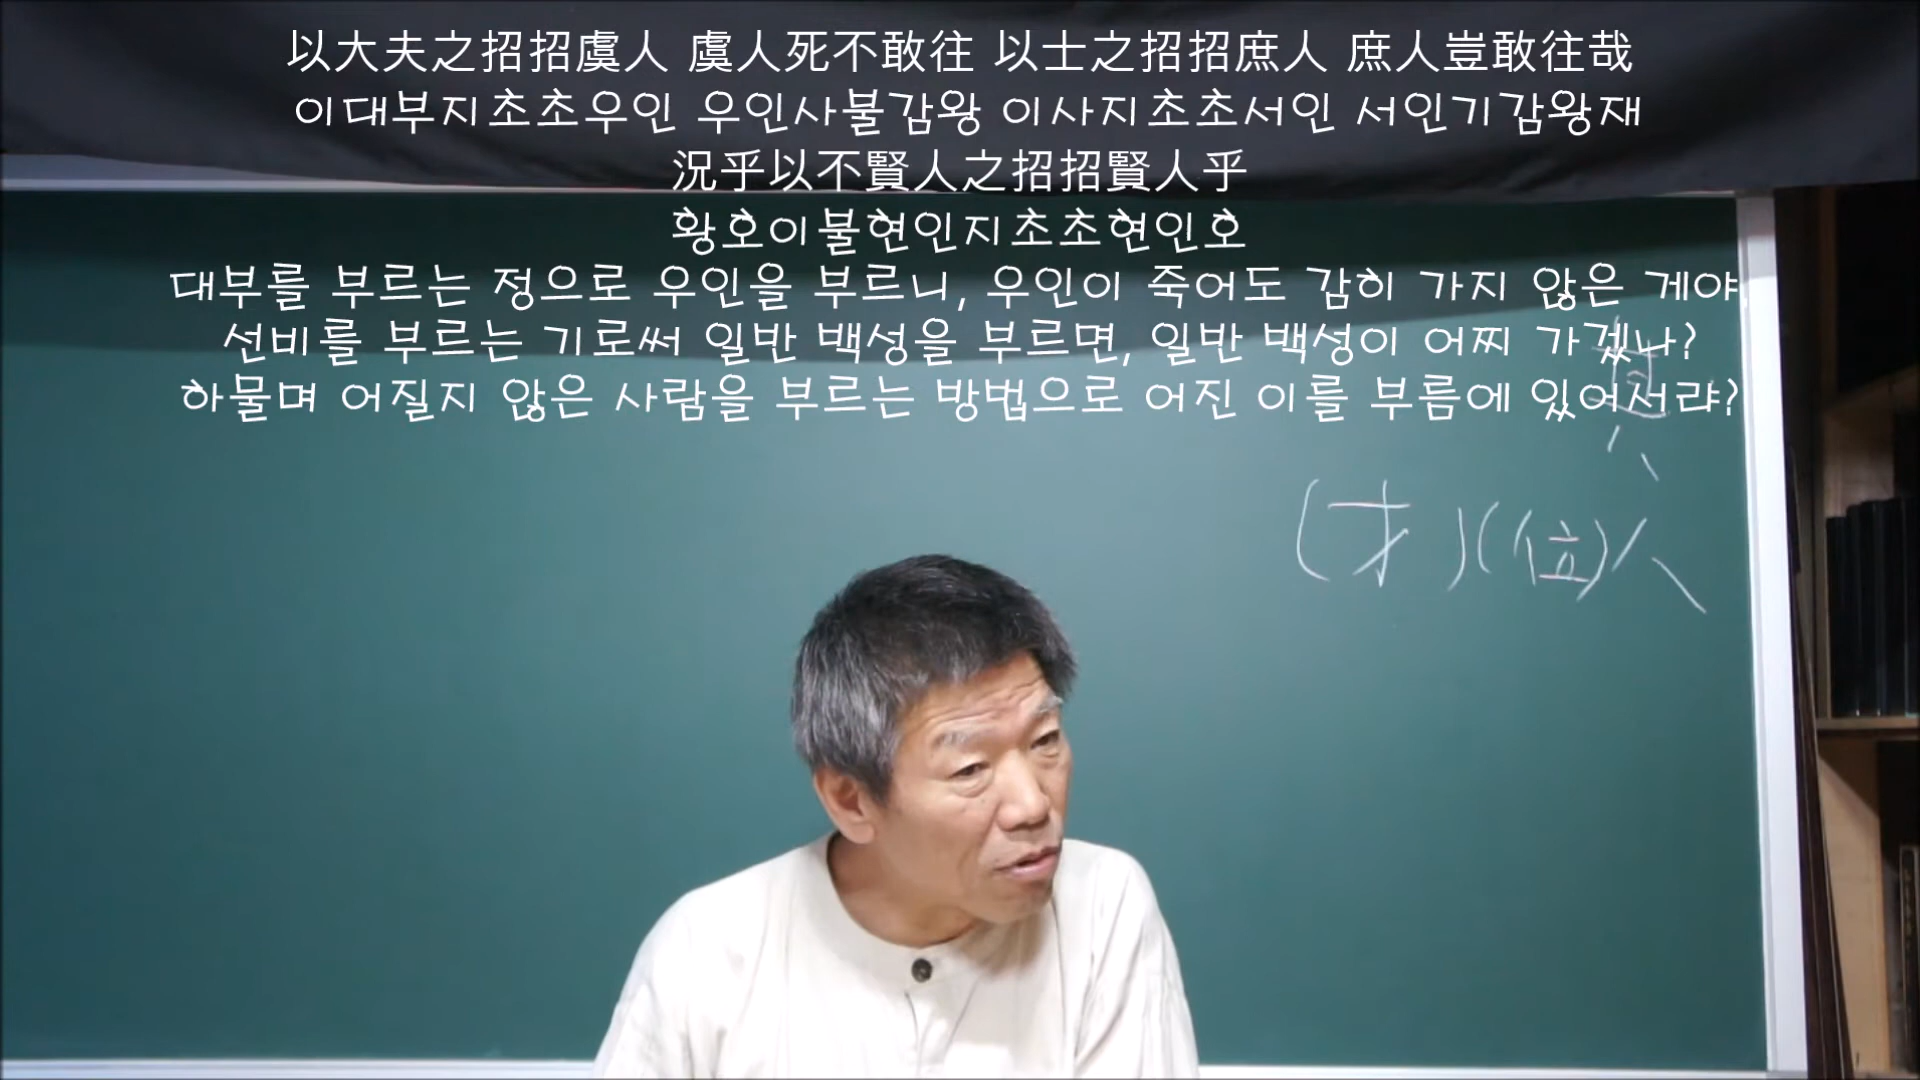 以大夫之招招虞人 虞人死不敢往 以士之招招庶人 庶人豈敢往哉
이대부지초초우인 우인사불감왕 이사지초초서인 서인기감왕재
況乎以不賢人之招招賢人乎
황호이불현인지초초현인호
대부를 부르는 정으로 우인을 부르니, 우인이 죽어도 감히 가지 않은 게야
선비를 부르는 기로써 일반 백성을 부르면, 일반 백성이 어찌 가겠나?
하물며 어질지 않은 사람을 부르는 방법으로 어진 이를 부름에 있어서랴?
(才)(位)人